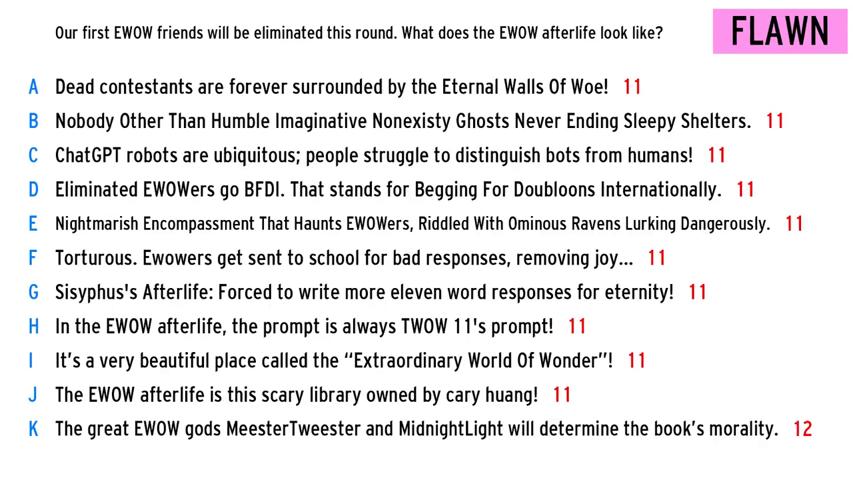 Our first EWOW friends will be eliminated this round. What does the EWOW afterlife look like?
FLAWN
A Dead contestants are forever surrounded by the Eternal Walls Of Woe! 11
B Nobody Other Than Humble Imaginative Nonexisty Ghosts Never Ending Sleepy Shelters. 11
C ChatGPT robots are ubiquitous; people struggle to distinguish bots from humans! 11
D Eliminated EWOWers go BFDI. That stands for Begging For Doubloons Internationally. 11
E Nightmarish Encompassment That Haunts EWOWers, Riddled With Ominous Ravens Lurking Dangerously. 11
F Torturous. Ewowers get sent to school for bad responses, removing joy... 11
G Sisyphus's Afterlife: Forced to write more eleven word responses for eternity! 11
H In the EWOW afterlife, the prompt is always TWOW 11's prompt! 11
I It’s a very beautiful place called the “Extraordinary World Of Wonder”! 11
J The EWOW afterlife is this scary library owned by cary huang! 11
K The great EWOW gods MeesterTweester and MidnightLight will determine the book’s morality. 12